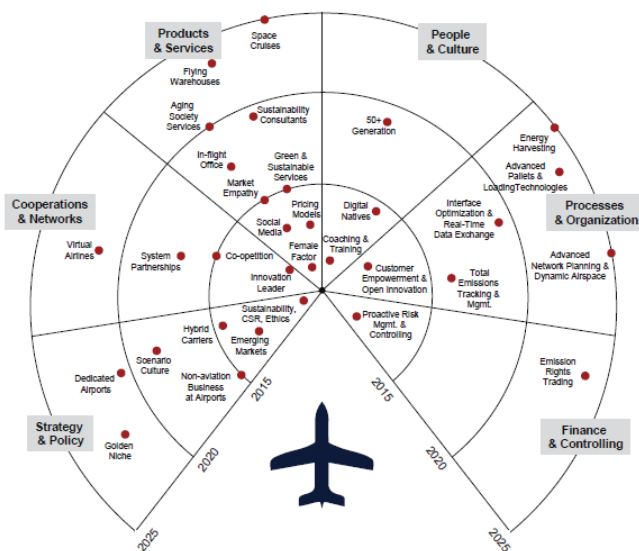 Products
& Services
Space
Cruises
People
& Culture
Flying
Warehouses
Aging
Society
Services
Sustainability
Consultants
50+
Generation
Energy
Harvesting
In-flight
Office
Green &
Sustainable
Services
Advanced
Pallets &
LoadingTechnologies
Market
Empathy
Cooperations
& Networks
Pricing
Models
Digital
Natives
Interface
Optimization &
Real-Time
Data Exchange
Processes
& Organization
Social
Media
Virtual
Airlines
System
Partnerships
Co-opetition
Female
Factor
Coaching &
Training
Advanced
Network Planning &
Dynamic Airspace
Innovation
Leader
Customer
Empowerment &
Open Innovation
Total
Emissions
Tracking &
Mgmt.
Sustainability,
CSR, Ethics
Hybrid
Carriers
Emerging
Markets
Proactive Risk
Mgmt. &
Controlling
Scenario
Culture
Dedicated
Airports
Non-aviation
Business
at Airports
Emission
Rights
Trading
Strategy
& Policy
Golden
Niche
Finance
& Controlling
2015
2015
2020
2020
2025
2025